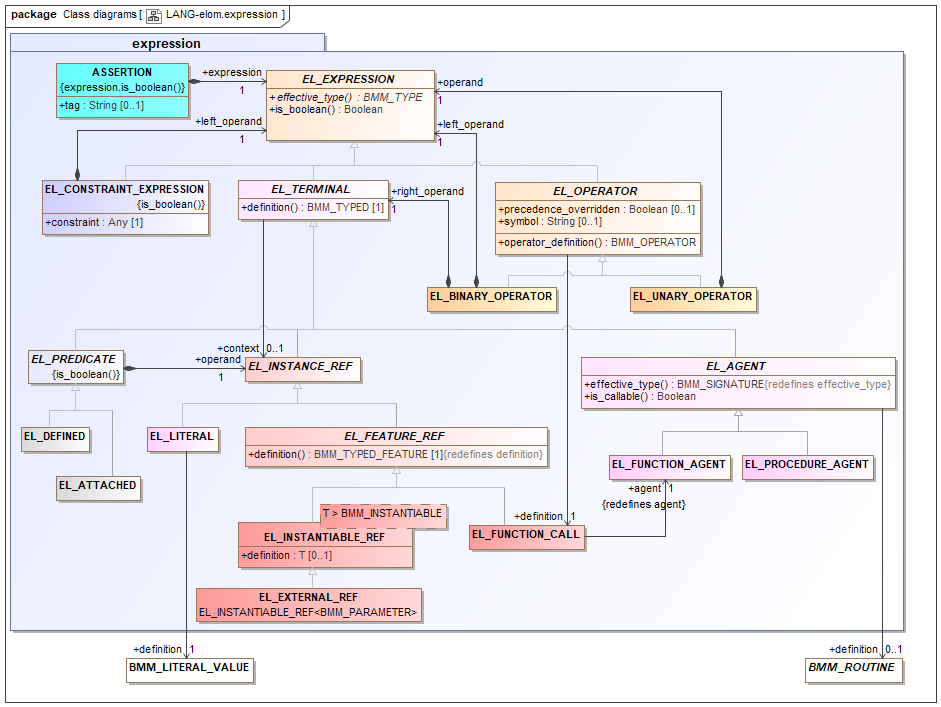 package Class diagrams [ LANG-elom.expression ]
expression
ASSERTION
{expression.is_boolean()}
+tag : String [0..1]
+expression
1
EL_EXPRESSION
+effective_type() : BMM_TYPE
+is_boolean() : Boolean
+operand
1
+left_operand
1
+left_operand
1
EL_CONSTRAINT_EXPRESSION
{is_boolean()}
+constraint : Any [1]
EL_TERMINAL
+definition() : BMM_TYPED [1]
+right_operand
1
EL_OPERATOR
+precedence_overridden : Boolean [0..1]
+symbol : String [0..1]
+operator_definition() : BMM_OPERATOR
EL_BINARY_OPERATOR
EL_UNARY_OPERATOR
EL_PREDICATE
{is_boolean()}
+context 0..1
+operand
1
EL_INSTANCE_REF
EL_AGENT
+effective_type() : BMM_SIGNATURE{redefines effective_type}
+is_callable() : Boolean
EL_DEFINED
EL_ATTACHED
EL_LITERAL
EL_FEATURE_REF
+definition() : BMM_TYPED_FEATURE [1]{redefines definition}
EL_FUNCTION_AGENT
EL_PROCEDURE_AGENT
+agent 1
{redefines agent}
T > BMM_INSTANTIABLE
EL_INSTANTIABLE_REF
+definition : T [0..1]
+definition 1
EL_FUNCTION_CALL
EL_EXTERNAL_REF
EL_INSTANTIABLE_REF<BMM_PARAMETER>
+definition 1
BMM_LITERAL_VALUE
+definition 0..1
BMM_ROUTINE